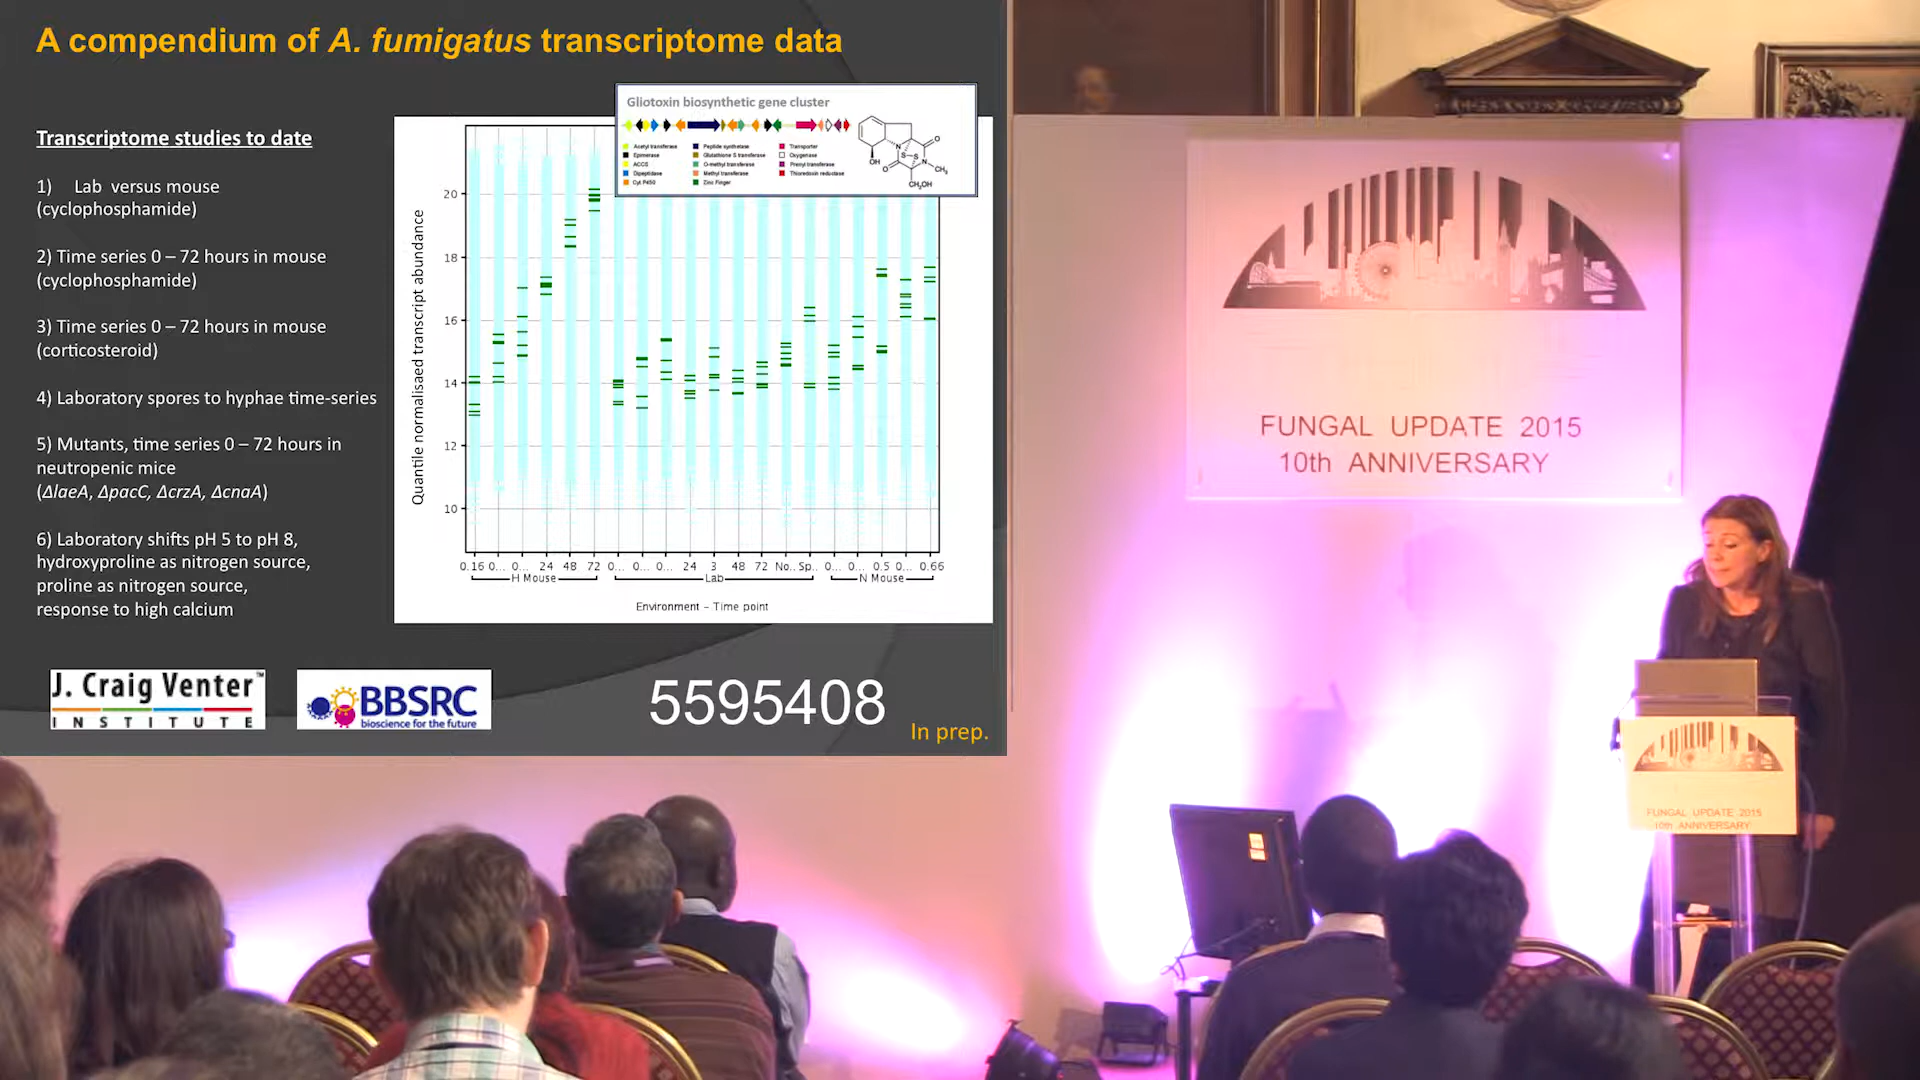 A compendium of A. fumigatus transcriptome data
Transcriptome studies to date
1) Lab versus mouse
(cyclophosphamide)
2) Time series 0 – 72 hours in mouse
(cyclophosphamide)
3) Time series 0 – 72 hours in mouse
(corticosteroid)
4) Laboratory spores to hyphae time-series
5) Mutants, time series 0 – 72 hours in
neutropenic mice
(ΔlaeA, ΔpacC, ΔcrzA, ΔcnaA)
6) Laboratory shifts pH 5 to pH 8,
hydroxyproline as nitrogen source,
proline as nitrogen source,
response to high calcium
Gliotoxin biosynthetic gene cluster
Acetyl transferase
Epimerase
ACCS
Dipeptidase
Cyt P450
Peptide synthetase
Glutathione S transferase
O-methyl transferase
Methyl transferase
Zinc Finger
Transporter
Oxygenase
Prenyl transferase
Thioredoxin reductase
OH
N
O
S–S
N
CH3
O
CH2OH
Quantile normalisaed transcript abundance
20
18
16
14
12
10
0.16 0... 0... 24 48 72 0... 0... 0... 24 3 48 72 No.. Sp.. 0... 0... 0.5 0... 0.66
H Mouse Lab N Mouse
Environment – Time point
J. Craig Venter™
INSTITUTE
BBSRC
bioscience for the future
5595408
In prep.
FUNGAL UPDATE 2015
10th ANNIVERSARY
FUNGAL UPDATE 2015
10th ANNIVERSARY